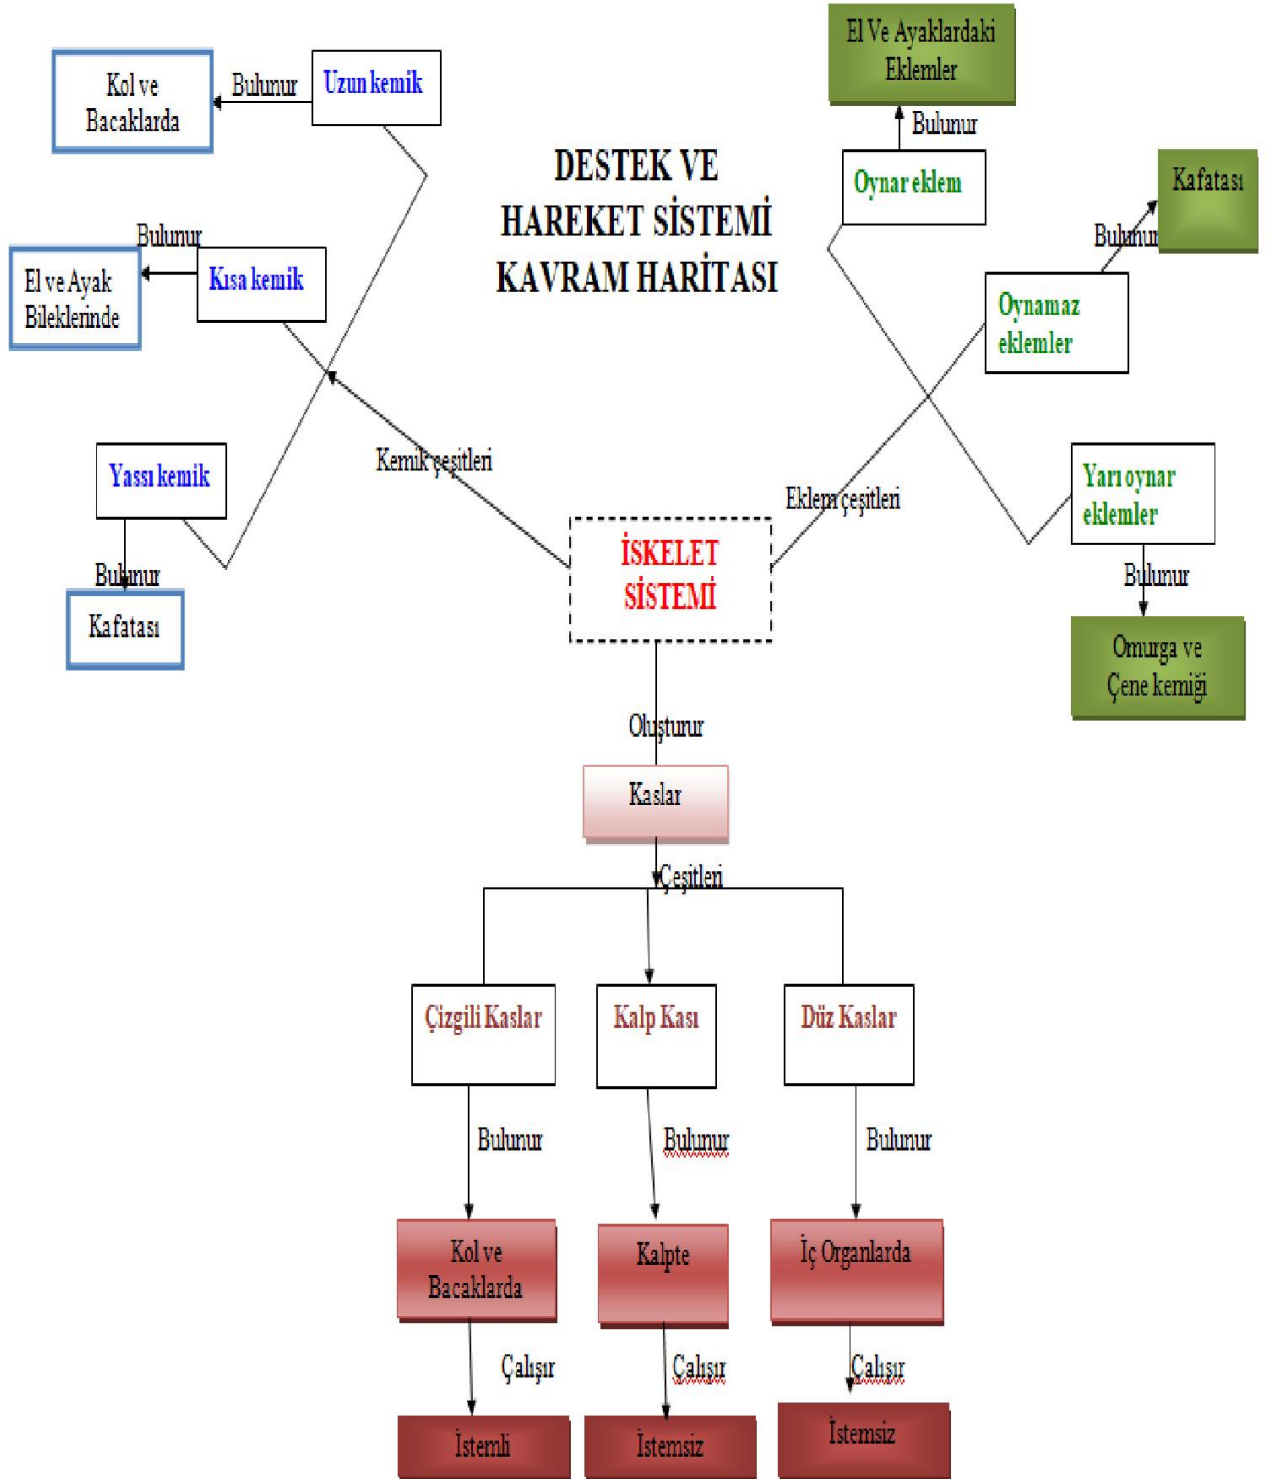 El Ve Ayaklardaki
Eklemler
Kol ve
Bacaklarda
Bulunur
Uzun kemik
Bulunur
DESTEK VE
HAREKET SİSTEMİ
KAVRAM HARİTASI
Oynar eklem
Kafatası
Bulunur
Bulunur
El ve Ayak
Bileklerinde
Kısa kemik
Oynamaz
eklemler
Kemik çeşitleri
Yassı kemik
Eklem çeşitleri
Yarı oynar
eklemler
İSKELET
SİSTEMİ
Bulunur
Bulunur
Kafatası
Omurga ve
Çene kemiği
Oluşturur
Kaslar
Çeşitleri
Çizgili Kaslar
Kalp Kası
Düz Kaslar
Bulunur
Bulunur
Bulunur
Kol ve
Bacaklarda
Kalpte
İç Organlarda
Çalışır
Çalışır
Çalışır
İstemli
İstemsiz
İstemsiz